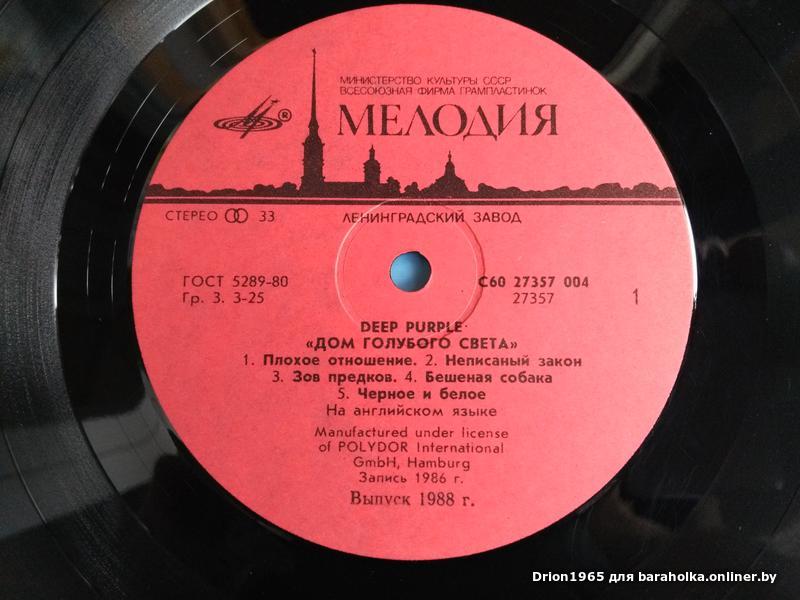 МИНИСТЕРСТВО КУЛЬТУРЫ СССР
ВСЕСОЮЗНАЯ ФИРМА ГРАМПЛАСТИНОК
®
МЕЛОДИЯ
СТЕРЕО 33
ЛЕНИНГРАДСКИЙ ЗАВОД
ГОСТ 5289-80
Гр. 3. 3-25
С60 27357 004
27357
1
DEEP PURPLE
«ДОМ ГОЛУБОГО СВЕТА»
1. Плохое отношение. 2. Неписаный закон
3. Зов предков. 4. Бешеная собака
5. Черное и белое
На английском языке
Manufactured under license
of POLYDOR International
GmbH, Hamburg
Запись 1986 г.
Выпуск 1988 г.
Drion1965 для baraholka.onliner.by